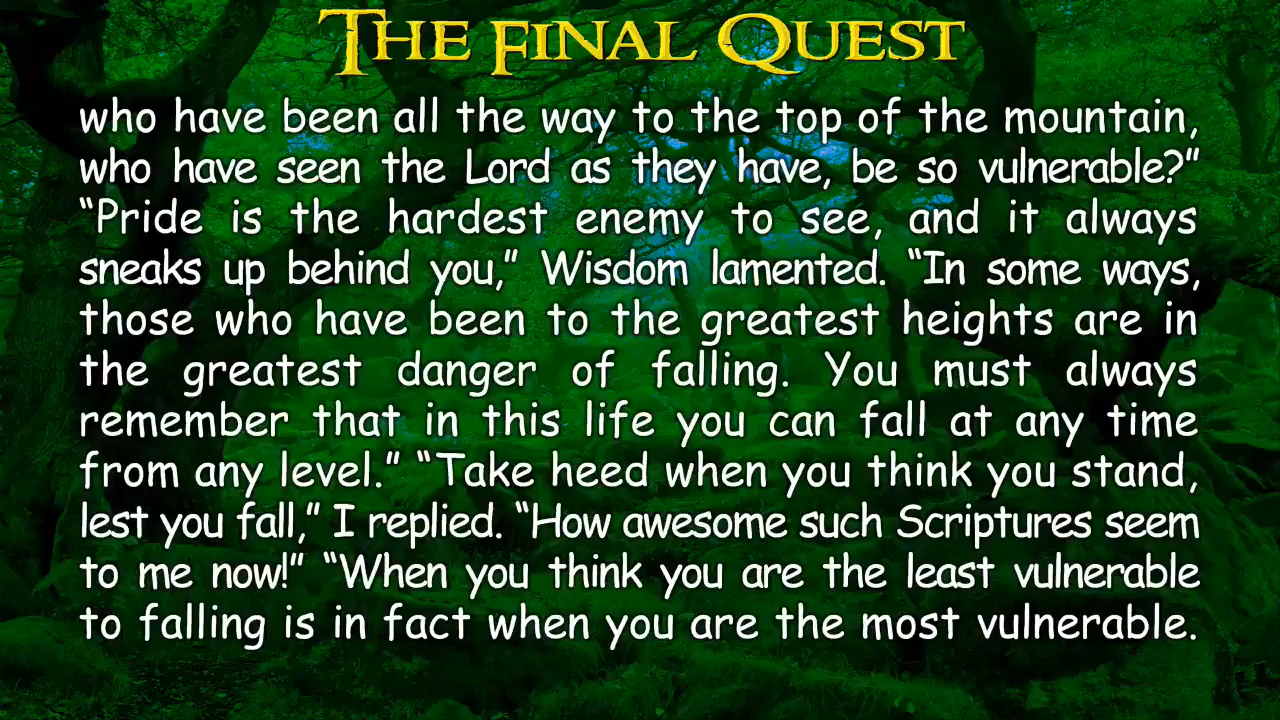 The Final Quest
who have been all the way to the top of the mountain,
who have seen the Lord as they have, be so vulnerable?”
“Pride is the hardest enemy to see, and it always
sneaks up behind you,” Wisdom lamented. “In some ways,
those who have been to the greatest heights are in
the greatest danger of falling. You must always
remember that in this life you can fall at any time
from any level.” “Take heed when you think you stand,
lest you fall,” I replied. “How awesome such Scriptures seem
to me now!” “When you think you are the least vulnerable
to falling is in fact when you are the most vulnerable.